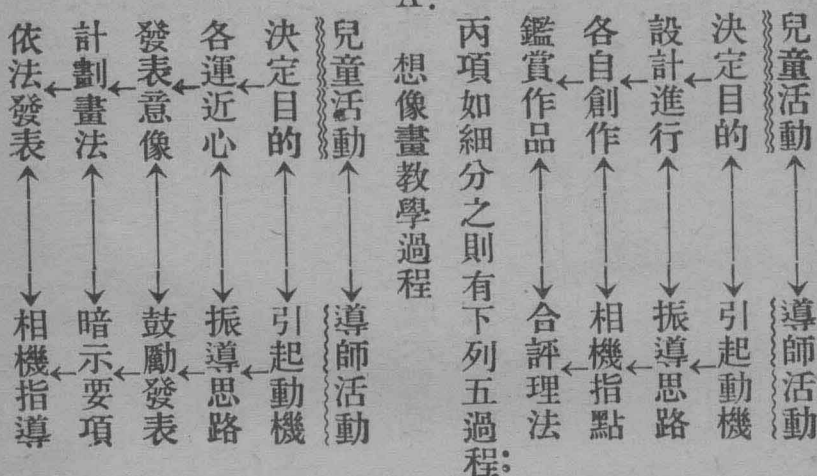 兒童活動←→導師活動
決定目的←→引起動機
設計進行←→振導思路
各自創作←→相機指點
鑑賞作品←→合評理法
丙項如細分之則有下列五過程：
A. 想像畫教學過程
兒童活動←→導師活動
決定目的←→引起動機
各運近心←→振導思路
發表意像←→鼓勵發表
計劃畫法←→暗示要項
依法發表←→相機指導